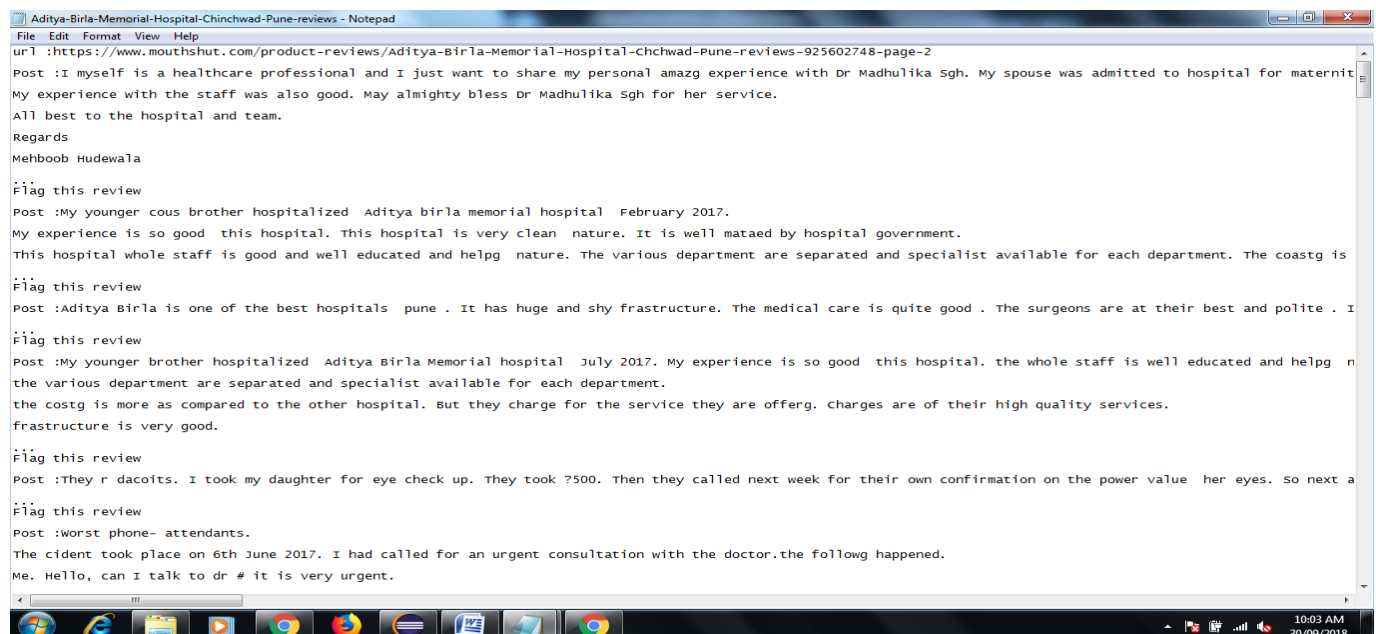 Aditya-Birla-Memorial-Hospital-Chinchwad-Pune-reviews - Notepad
File Edit Format View Help
url :https://www.mouthshut.com/product-reviews/Aditya-Birla-Memorial-Hospital-Chchwad-Pune-reviews-925602748-page-2
Post :I myself is a healthcare professional and I just want to share my personal amazg experience with Dr Madhulika Sgh. My spouse was admitted to hospital for maternit
My experience with the staff was also good. May almighty bless Dr Madhulika Sgh for her service.
All best to the hospital and team.
Regards
Mehboob Hudewala
...
Flag this review
Post :My younger cous brother hospitalized  Aditya birla memorial hospital  February 2017.
My experience is so good  this hospital. This hospital is very clean  nature. It is well mataed by hospital government.
This hospital whole staff is good and well educated and helpg  nature. The various department are separated and specialist available for each department. The coastg is
...
Flag this review
Post :Aditya Birla is one of the best hospitals  pune . It has huge and shy frastructure. The medical care is quite good . The surgeons are at their best and polite . I
...
Flag this review
Post :My younger brother hospitalized  Aditya Birla Memorial hospital  July 2017. My experience is so good  this hospital. the whole staff is well educated and helpg  n
the various department are separated and specialist available for each department.
the costg is more as compared to the other hospital. But they charge for the service they are offerg. Charges are of their high quality services.
frastructure is very good.
...
Flag this review
Post :They r dacoits. I took my daughter for eye check up. They took ?500. Then they called next week for their own confirmation on the power value  her eyes. So next a
...
Flag this review
Post :Worst phone- attendants.
The cident took place on 6th June 2017. I had called for an urgent consultation with the doctor.the followg happened.
Me. Hello, can I talk to dr # it is very urgent.
10:03 AM
30/09/2018